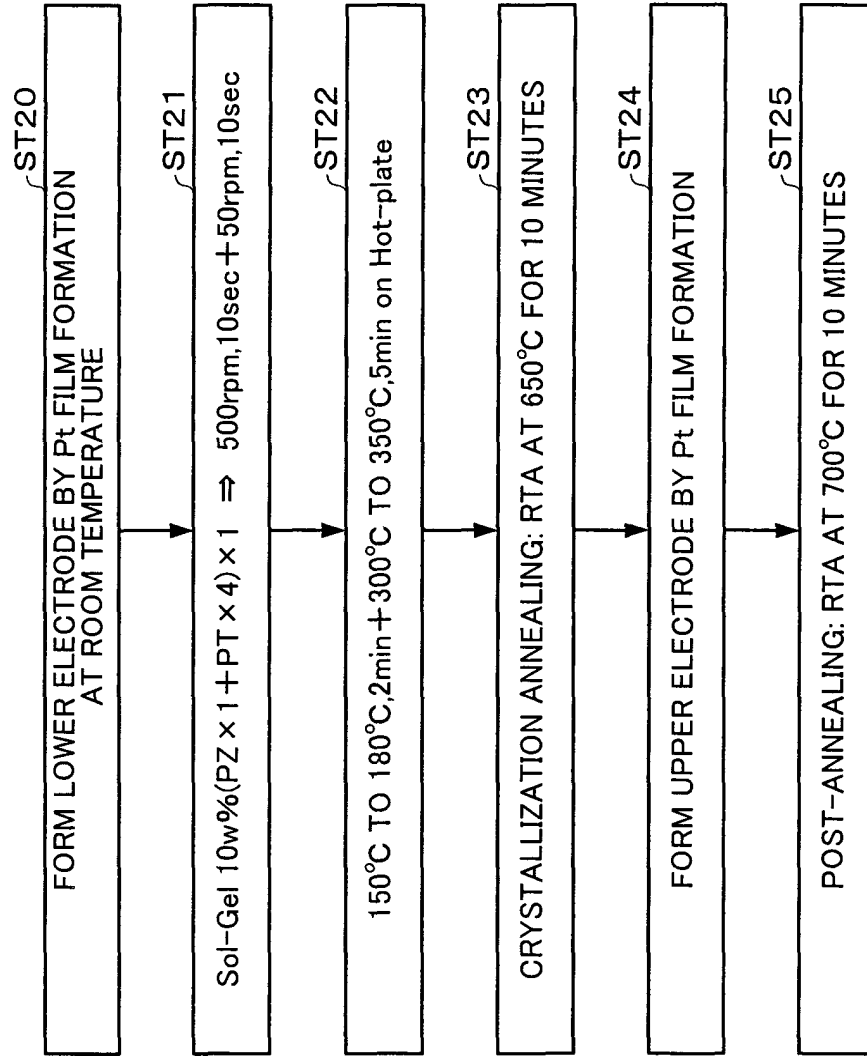 ST20
FORM LOWER ELECTRODE BY Pt FILM FORMATION
AT ROOM TEMPERATURE
ST21
Sol-Gel 10w%(PZ×1+PT×4)×1 ⇒ 500rpm,10sec+50rpm,10sec
ST22
150°C TO 180°C,2min+300°C TO 350°C,5min on Hot-plate
ST23
CRYSTALLIZATION ANNEALING: RTA AT 650°C FOR 10 MINUTES
ST24
FORM UPPER ELECTRODE BY Pt FILM FORMATION
ST25
POST-ANNEALING: RTA AT 700°C FOR 10 MINUTES